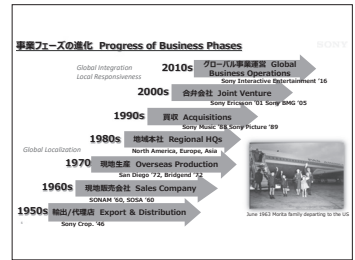 事業フェーズの進化 Progress of Business Phases
SONY
Global Integration
Local Responsiveness
2010s グローバル事業運営 Global
Business Operations
Sony Interactive Entertainment '16
2000s 合弁会社 Joint Venture
Sony Ericsson '01 Sony BMG '05
1990s 買収 Acquisitions
Sony Music '88 Sony Picture '89
1980s 地域本社 Regional HQs
North America, Europe, Asia
Global Localization
1970 現地生産 Overseas Production
San Diego '72, Bridgend '72
1960s 現地販売会社 Sales Company
SONAM '60, SOSA '60
1950s 輸出/代理店 Export & Distribution
Sony Crop. '46
June 1963 Morita family departing to the US